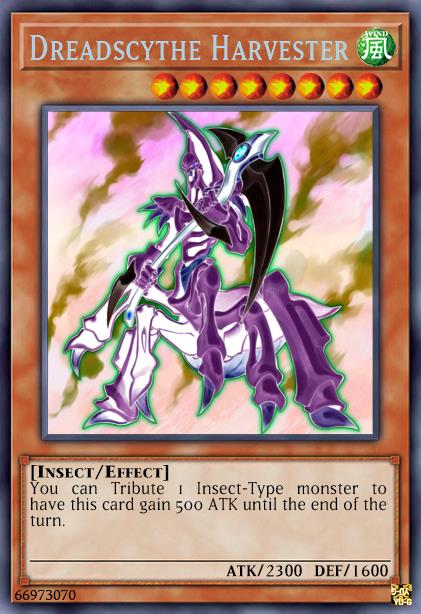 Dreadscythe Harvester
WIND
[Insect/Effect]
You can Tribute 1 Insect-Type monster to
have this card gain 500 ATK until the end of the
turn.
ATK/2300 DEF/1600
66973070